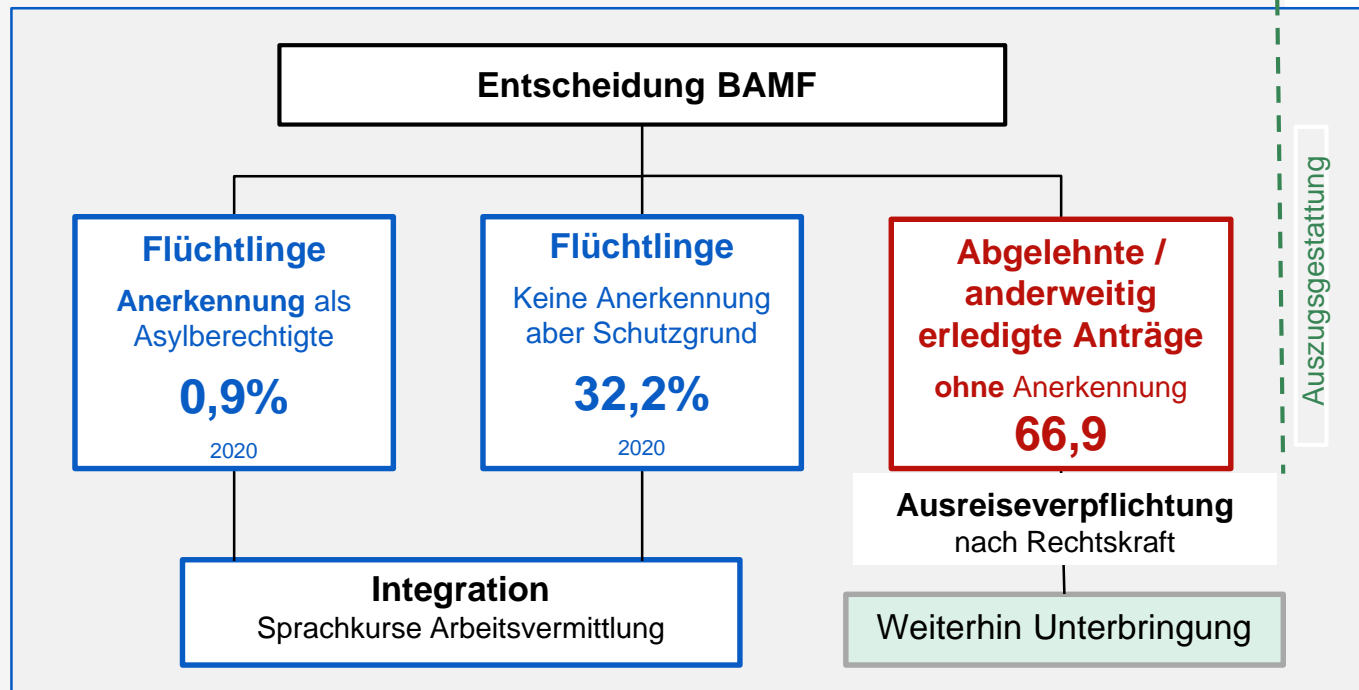 Entscheidung BAMF
Flüchtlinge
Anerkennung als
Asylberechtigte
0,9%
2020
Flüchtlinge
Keine Anerkennung
aber Schutzgrund
32,2%
2020
Abgelehnte /
anderweitig
erledigte Anträge
ohne Anerkennung
66,9
Auszugsgestattung
Ausreiseverpflichtung
nach Rechtskraft
Integration
Sprachkurse Arbeitsvermittlung
Weiterhin Unterbringung